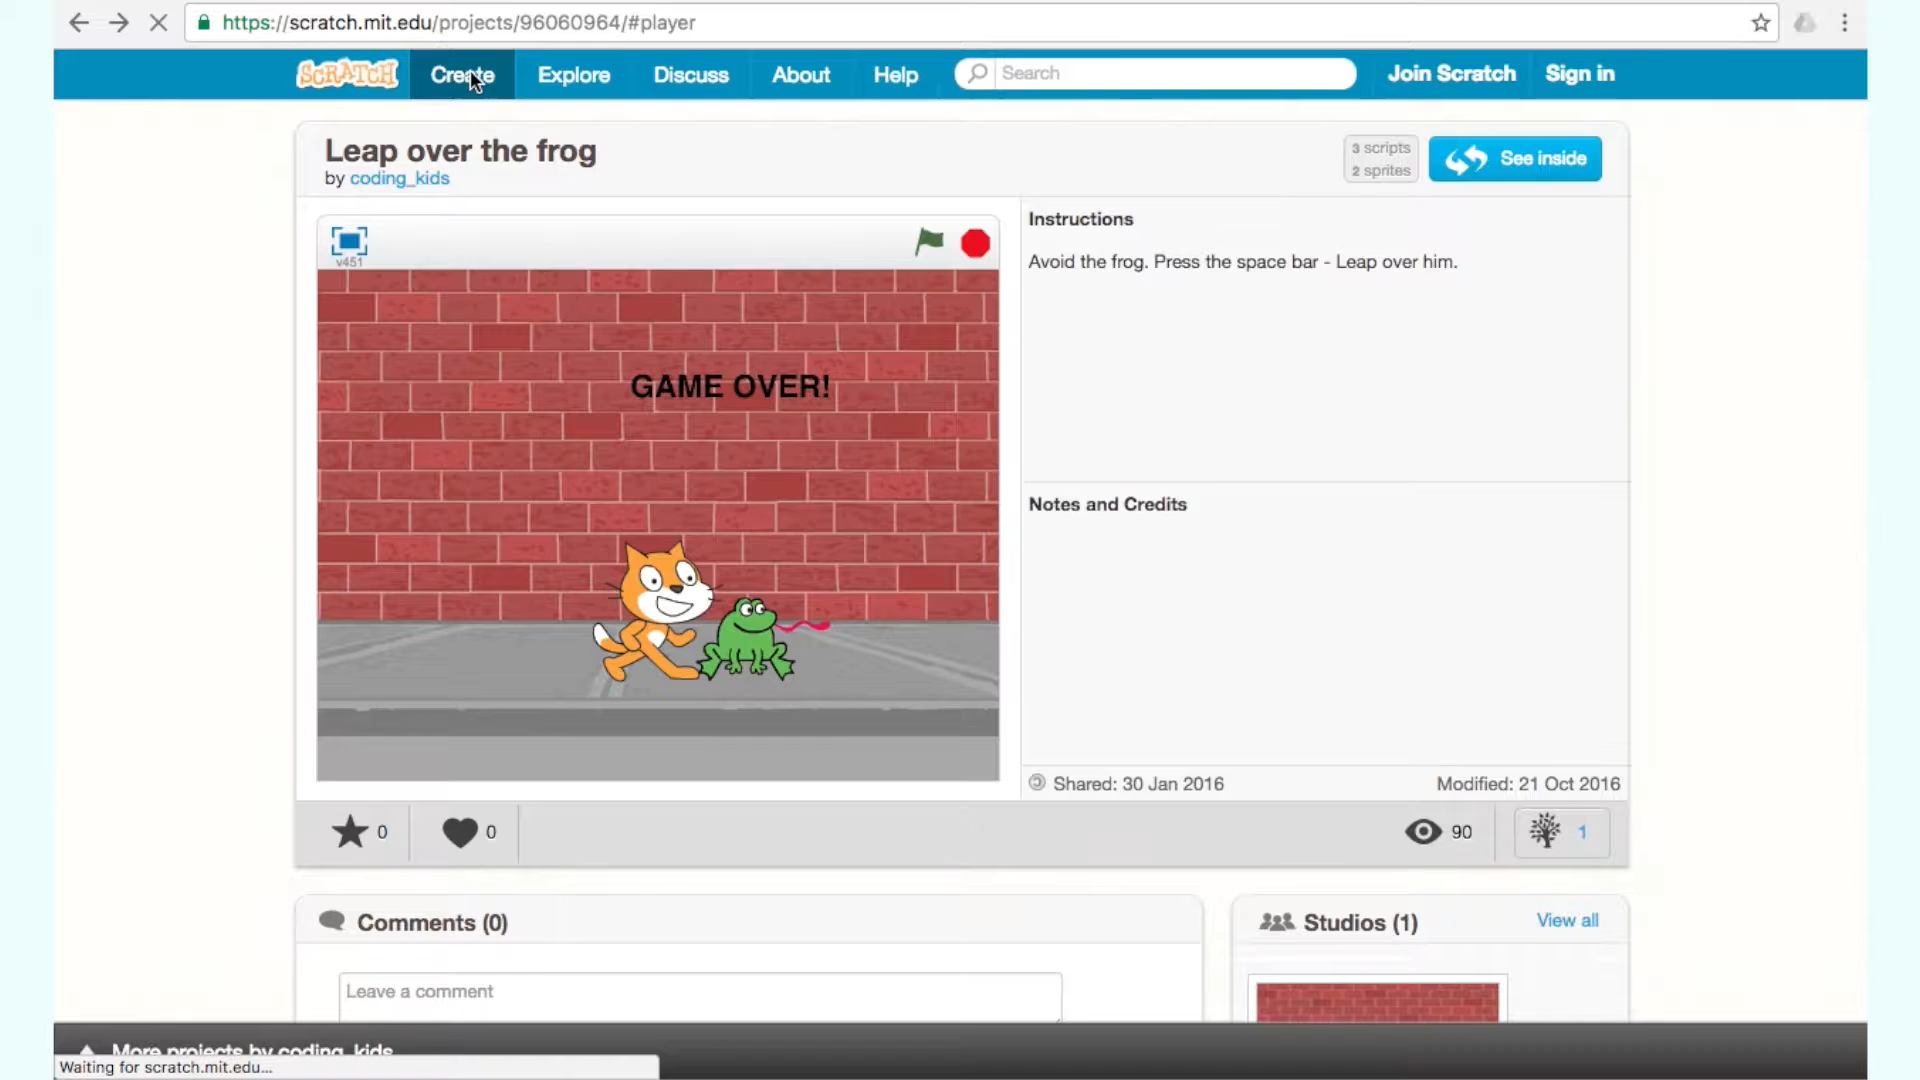 https://scratch.mit.edu/projects/96060964/#player
SCRATCH
Create
Explore
Discuss
About
Help
Search
Join Scratch
Sign in
Leap over the frog
by coding_kids
3 scripts
2 sprites
See inside
v451
GAME OVER!
Instructions
Avoid the frog. Press the space bar - Leap over him.
Notes and Credits
Shared: 30 Jan 2016
Modified: 21 Oct 2016
0
0
90
1
Comments (0)
Leave a comment
Studios (1)
View all
More projects by coding_kids
Waiting for scratch.mit.edu...